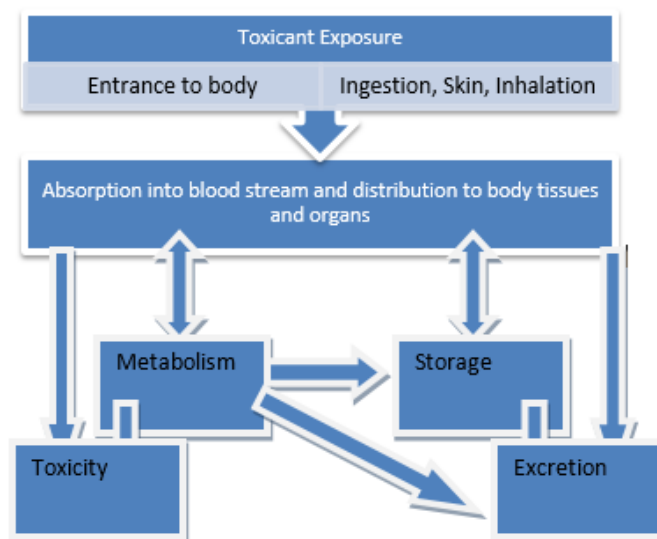 Toxicant Exposure
Entrance to body
Ingestion, Skin, Inhalation
Absorption into blood stream and distribution to body tissues
and organs
Metabolism
Storage
Toxicity
Excretion